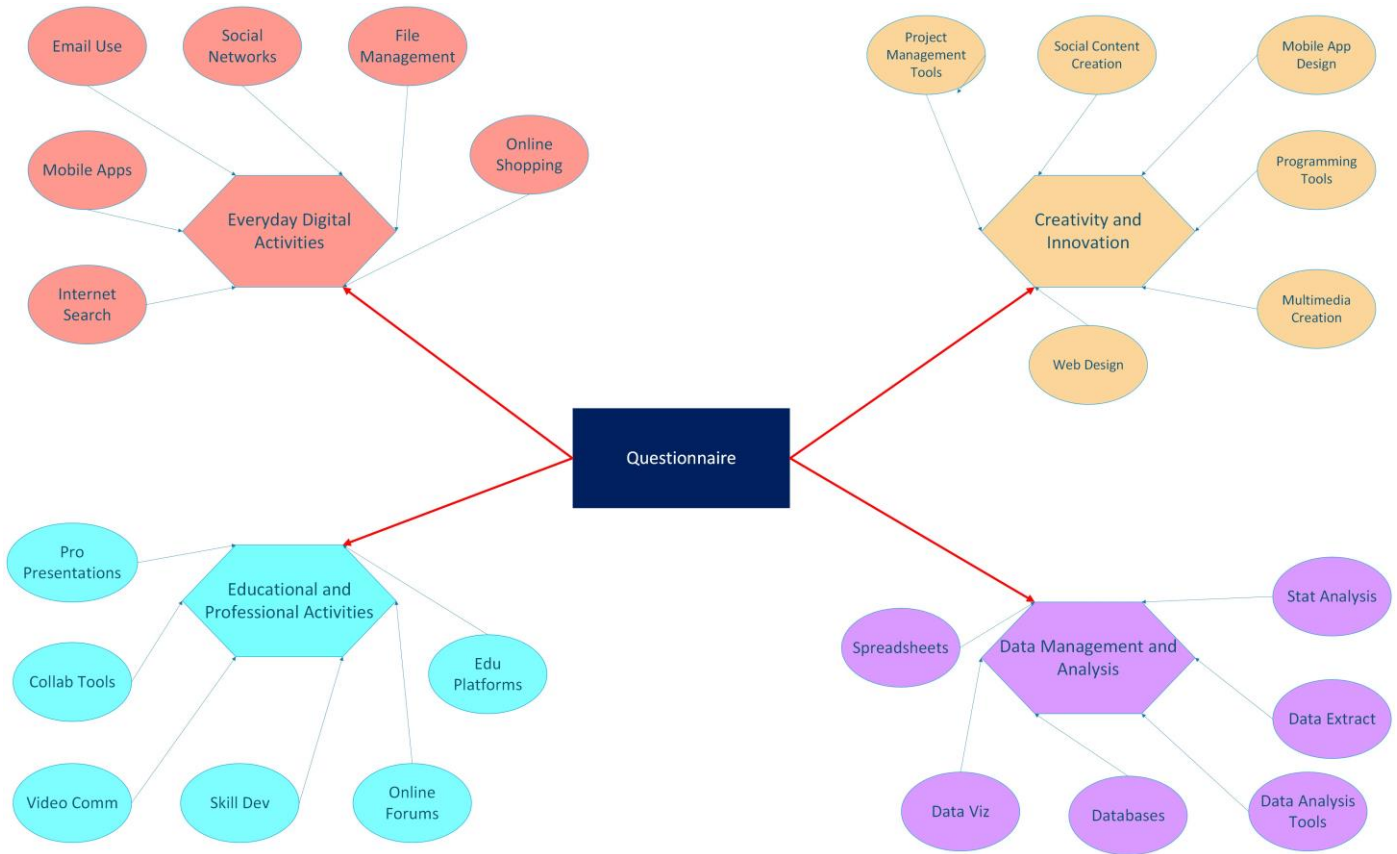 Email Use
Social
Networks
File
Management
Mobile Apps
Online
Shopping
Everyday Digital
Activities
Internet
Search
Project
Management
Tools
Social Content
Creation
Mobile App
Design
Programming
Tools
Creativity and
Innovation
Multimedia
Creation
Web Design
Questionnaire
Pro
Presentations
Educational and
Professional Activities
Collab Tools
Edu
Platforms
Video Comm
Skill Dev
Online
Forums
Stat Analysis
Spreadsheets
Data Management and
Analysis
Data Extract
Data Viz
Databases
Data Analysis
Tools